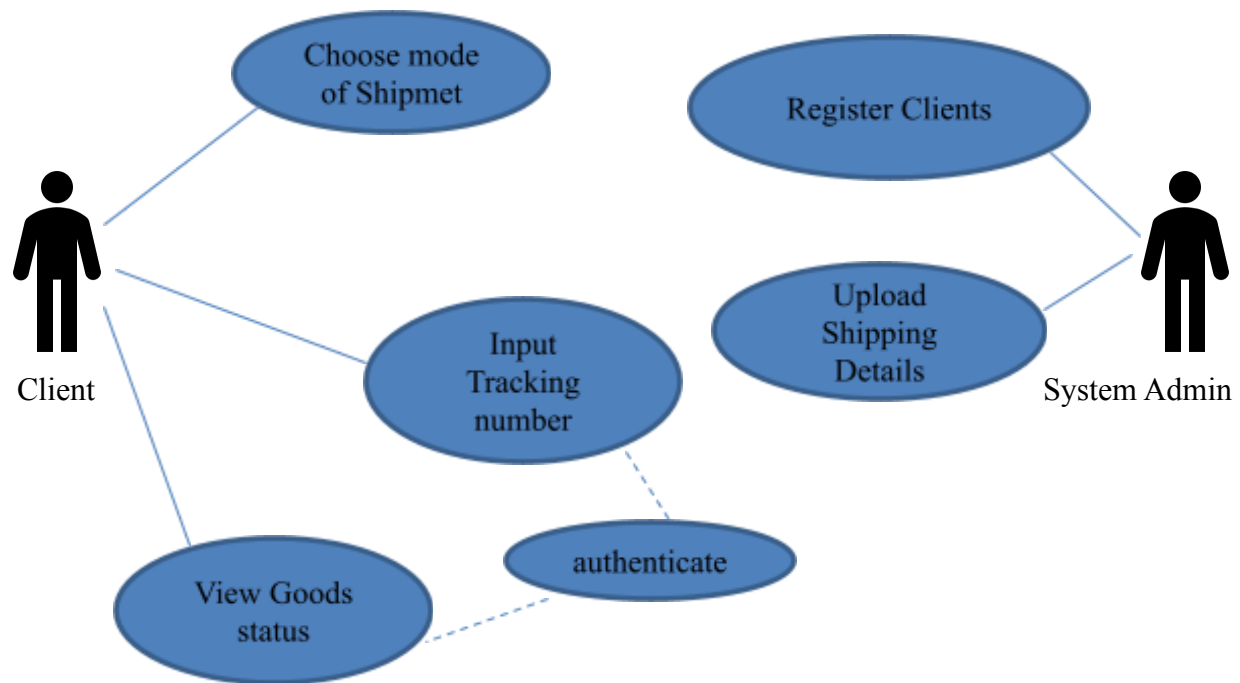 Choose mode
of Shipmet
Register Clients
Upload
Shipping
Details
Input
Tracking
number
Client
System Admin
authenticate
View Goods
status